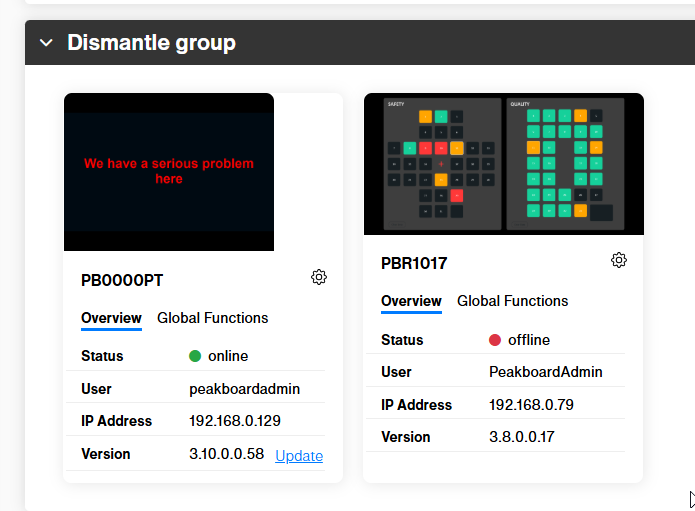 Dismantle group
We have a serious problem
here
PB0000PT
Overview Global Functions
Status online
User peakboardadmin
IP Address 192.168.0.129
Version 3.10.0.0.58 Update
SAFETY QUALITY
PBR1017
Overview Global Functions
Status offline
User PeakboardAdmin
IP Address 192.168.0.79
Version 3.8.0.0.17